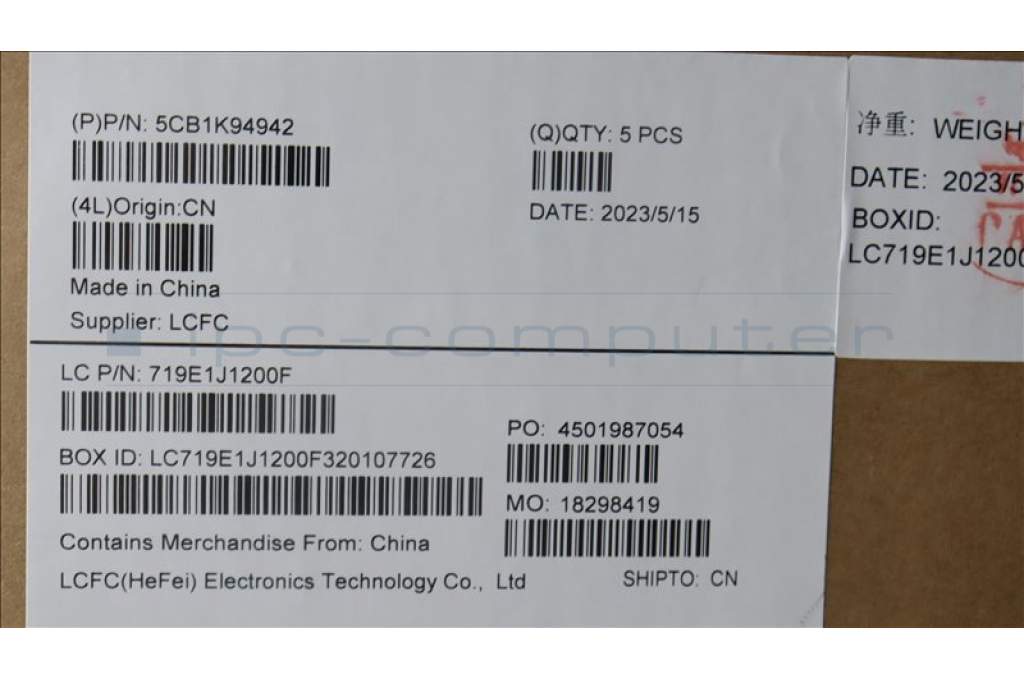 (P)P/N: 5CB1K94942
(Q)QTY: 5 PCS
(4L)Origin:CN
DATE: 2023/5/15
Made in China
Supplier: LCFC
净重: WEIGH
DATE: 2023/5
BOXID:
LC719E1J1200
CA
ipc-computer
LC P/N: 719E1J1200F
PO: 4501987054
BOX ID: LC719E1J1200F320107726
MO: 18298419
Contains Merchandise From: China
LCFC(HeFei) Electronics Technology Co., Ltd
SHIPTO: CN